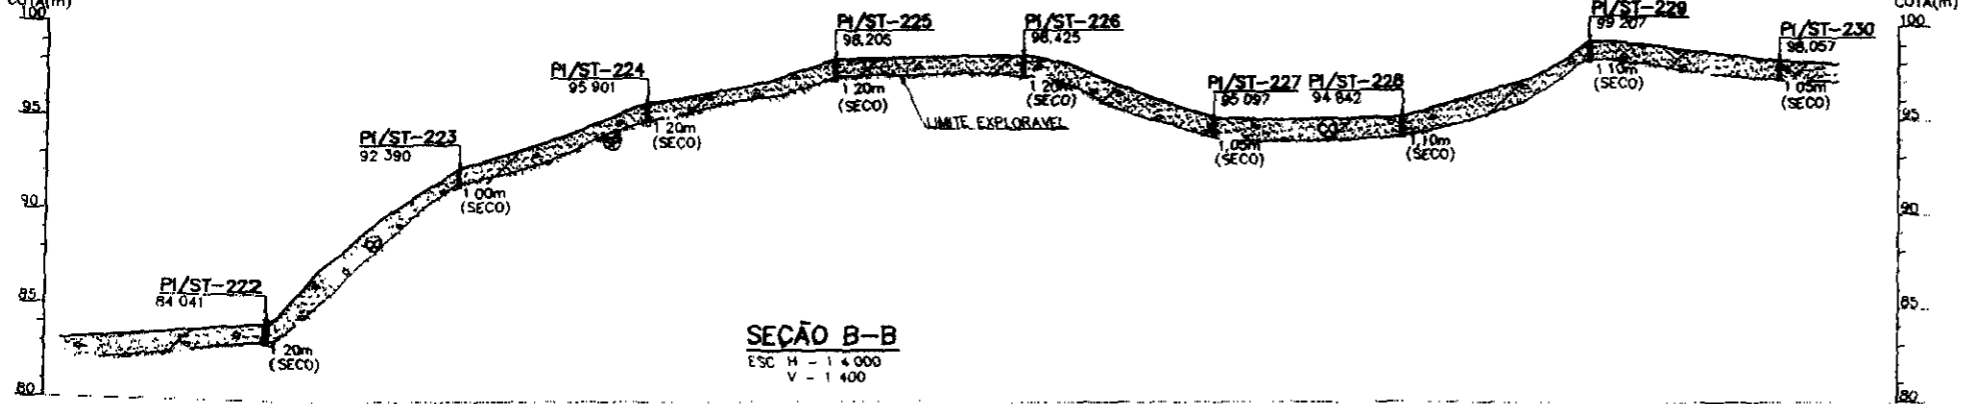 COTA(m)
100
95
90
85
80
PI/ST-222
84 041
1 20m
(SECO)
PI/ST-223
92 390
1 00m
(SECO)
PI/ST-224
95 901
1 20m
(SECO)
PI/ST-225
98,205
1 20m
(SECO)
LIMITE EXPLORAVEL
PI/ST-226
98,425
1 20m
(SECO)
PI/ST-227
95 097
1,05m
(SECO)
PI/ST-228
94 842
1,10m
(SECO)
PI/ST-229
99 207
1 10m
(SECO)
PI/ST-230
98,057
1 05m
(SECO)
COTA(m)
100
95
90
85
80
SEÇÃO B-B
ESC H - 1 4 000
V - 1 400